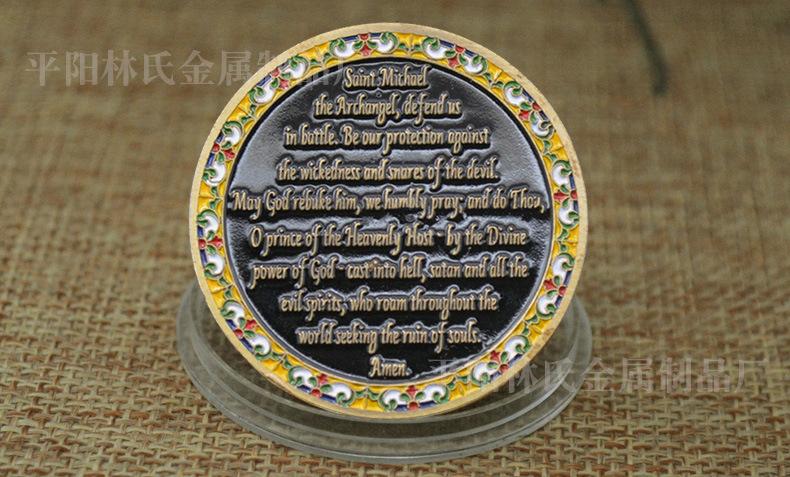 平阳林氏金属制品厂
Saint Michael
the Archangel, defend us
in battle. Be our protection against
the wickedness and snares of the devil.
May God rebuke him, we humbly pray; and do Thou,
O prince of the Heavenly Host - by the Divine
power of God - cast into hell, satan and all the
evil spirits, who roam throughout the
world seeking the ruin of souls.
Amen.
平阳林氏金属制品厂